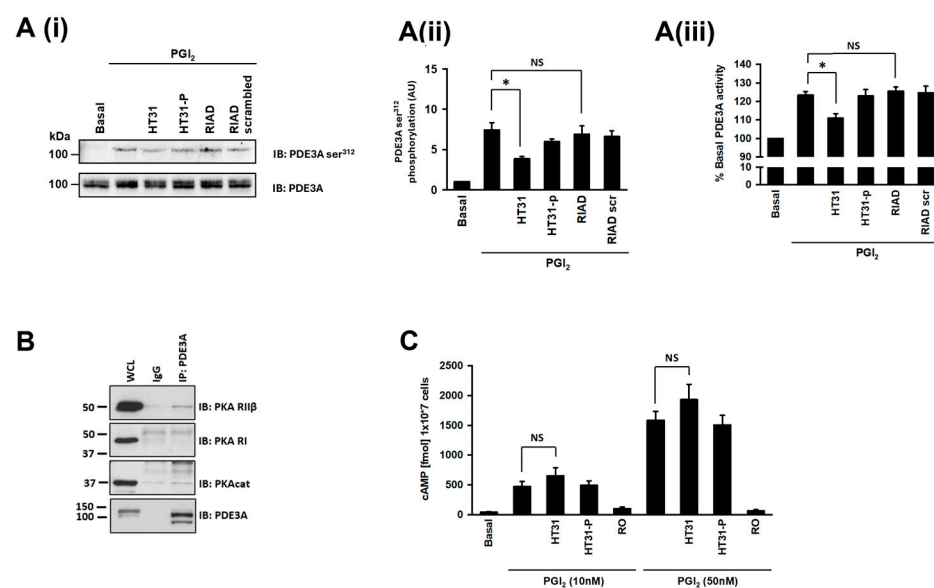 A (i)
PGI₂
Basal
HT31
HT31-P
RIAD
RIAD
scrambled
kDa
100
IB: PDE3A ser³¹²
100
IB: PDE3A
A(ii)
PDE3A ser³¹²
phosphorylation (AU)
15
10
5
0
*
NS
Basal
HT31
HT31-p
RIAD
RIAD scr
PGI₂
A(iii)
% Basal PDE3A activity
140
130
120
110
100
90
10
0
*
NS
Basal
HT31
HT31-p
RIAD
RIAD scr
PGI₂
B
WCL
IgG
IP: PDE3A
50
IB: PKA RIIβ
50
37
IB: PKA RI
37
IB: PKAcat
150
100
IB: PDE3A
C
cAMP [fmol] 1x10*7 cells
2500
2000
1500
1000
500
0
NS
NS
Basal
HT31
HT31-P
RO
HT31
HT31-P
RO
PGI₂ (10nM)
PGI₂ (50nM)